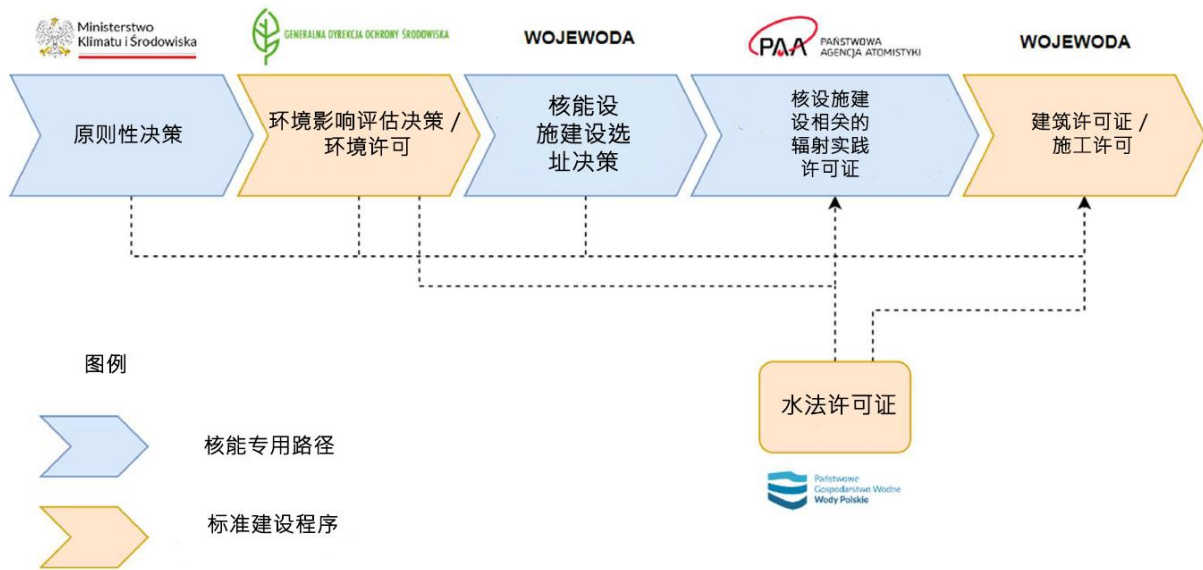 Ministerstwo
Klimatu i Środowiska
GENERALNA DYREKCJA OCHRONY ŚRODOWISKA
WOJEWODA
PAA
PAŃSTWOWA
AGENCJA ATOMISTYKI
WOJEWODA
原则性决策
环境影响评估决策 /
环境许可
核能设
施建设选
址决策
核设施建
设相关的
辐射实践
许可证
建筑许可证 /
施工许可
图例
核能专用路径
标准建设程序
水法许可证
Państwowe
Gospodarstwo Wodne
Wody Polskie